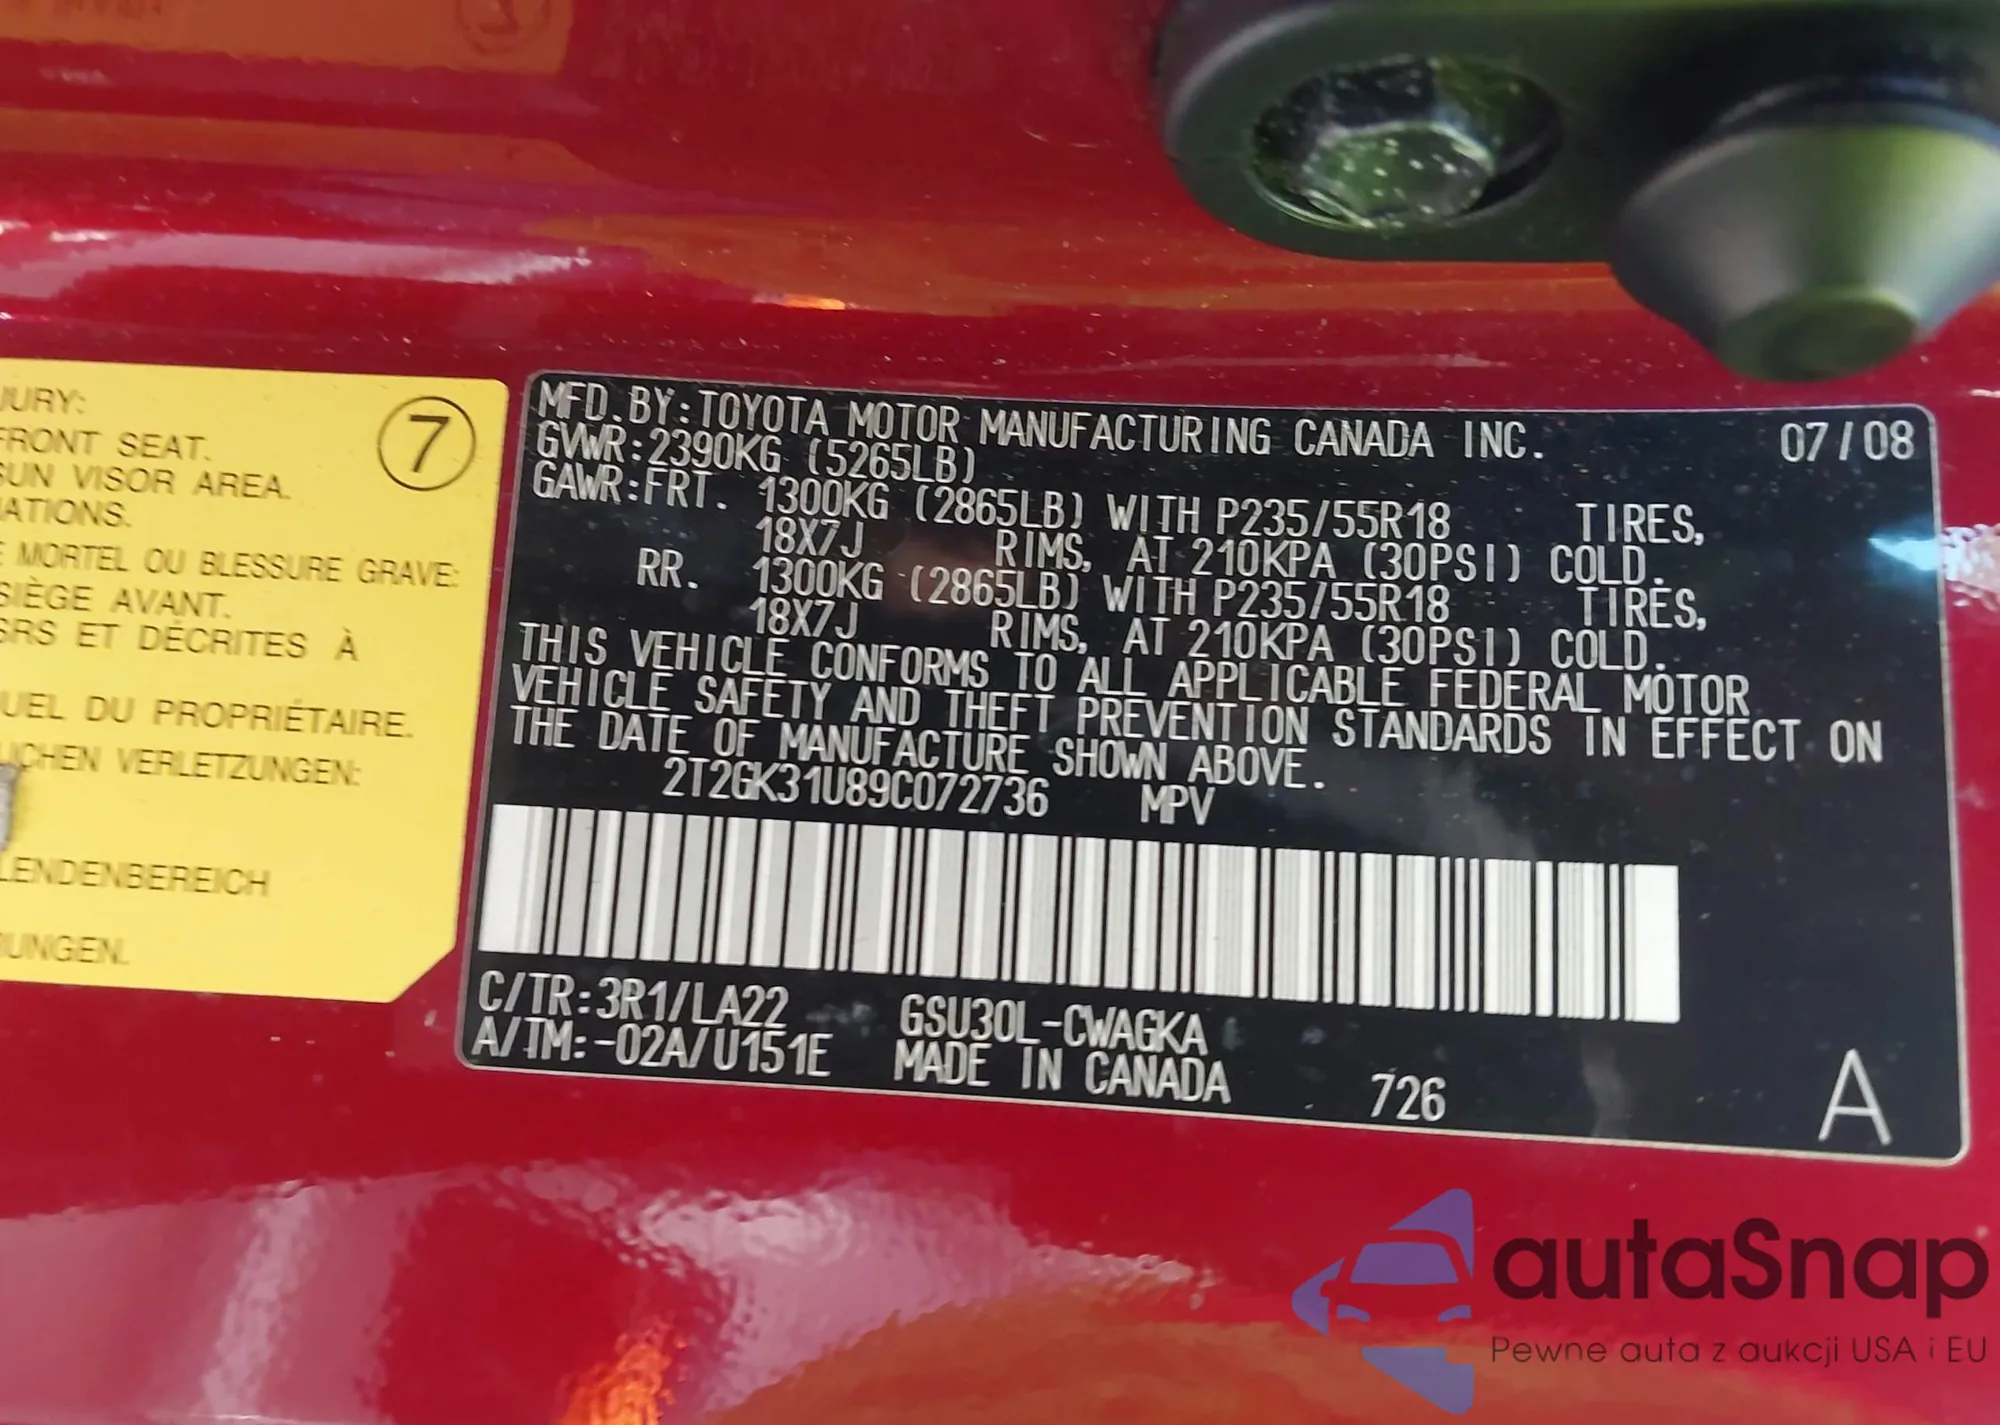 JURY:
FRONT SEAT.
SUN VISOR AREA.
ATIONS.
E MORTEL OU BLESSURE GRAVE:
SIÈGE AVANT.
SRS ET DÉCRITES À
UEL DU PROPRIÉTAIRE.
LICHEN VERLETZUNGEN:
LENDENBEREICH
RUNGEN.
7
MFD.BY:TOYOTA MOTOR MANUFACTURING CANADA INC. 07/08
GVWR:2390KG (5265LB)
GAWR:FRT. 1300KG (2865LB) WITH P235/55R18 TIRES,
18X7J RIMS, AT 210KPA (30PSI) COLD.
RR. 1300KG (2865LB) WITH P235/55R18 TIRES,
18X7J RIMS, AT 210KPA (30PSI) COLD.
THIS VEHICLE CONFORMS TO ALL APPLICABLE FEDERAL MOTOR
VEHICLE SAFETY AND THEFT PREVENTION STANDARDS IN EFFECT ON
THE DATE OF MANUFACTURE SHOWN ABOVE.
2T2GK31U89C072736 MPV
C/TR:3R1/LA22 GSU30L-CWAGKA
A/TM:-02A/U151E MADE IN CANADA 726 A
autaSnap
Pewne auta z aukcji USA i EU